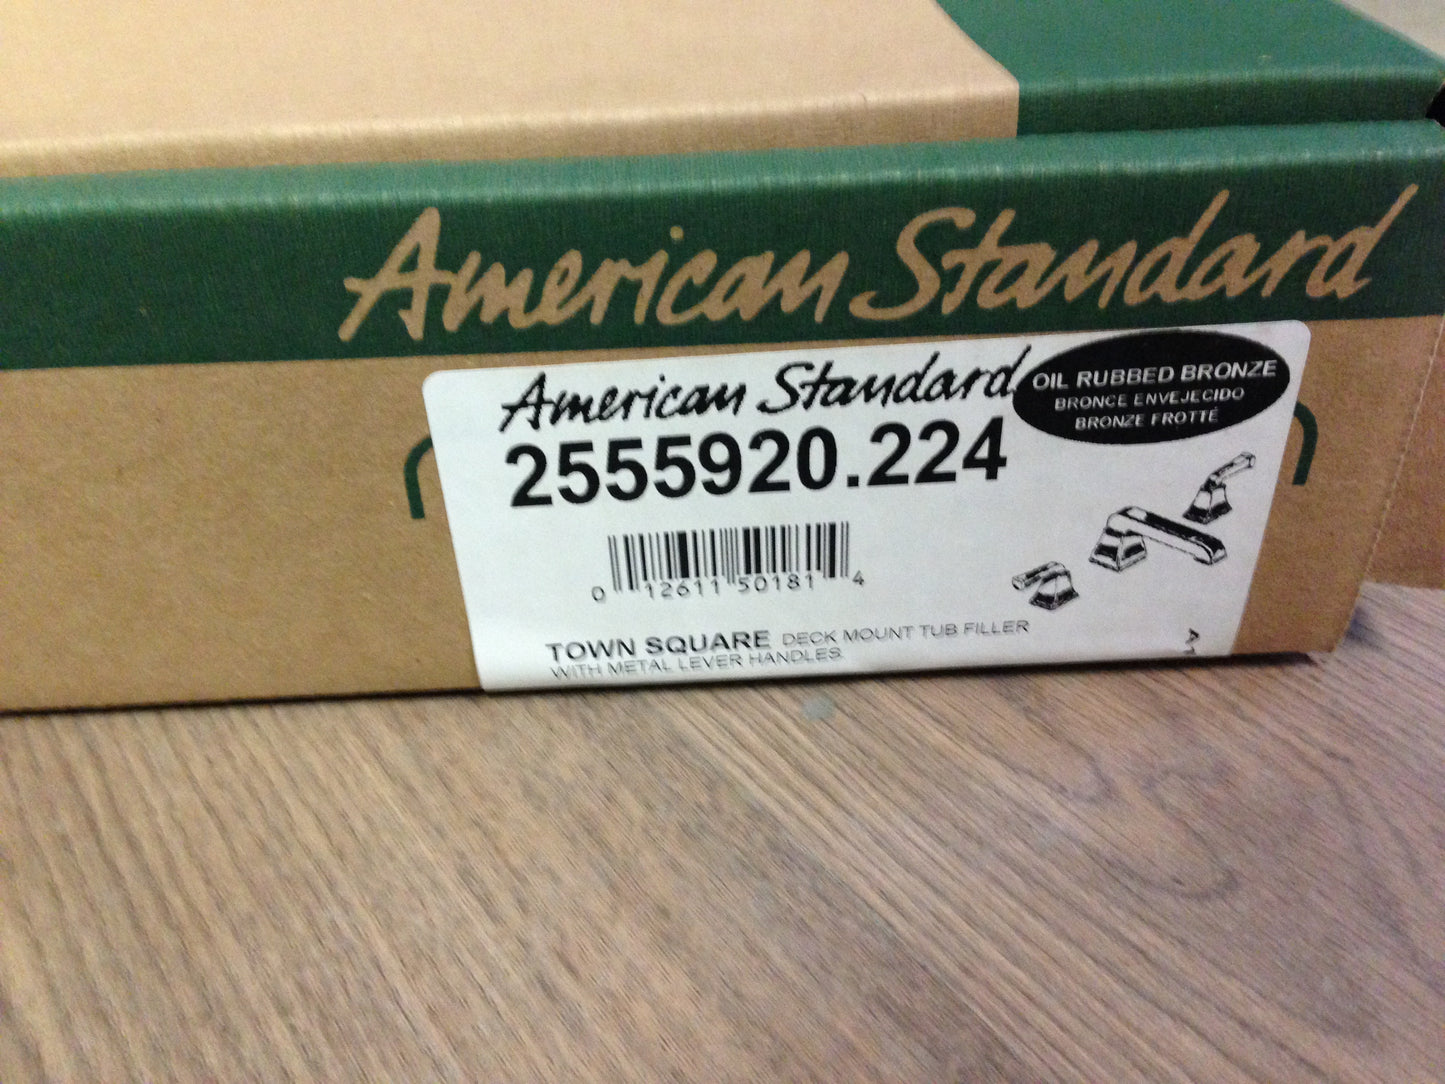 American Standard
American Standard
OIL RUBBED BRONZE
BRONCE ENVEJECIDO
BRONZE FROTTÉ
2555920.224
0 12611 50181 4
TOWN SQUARE DECK MOUNT TUB FILLER
WITH METAL LEVER HANDLES.
A1